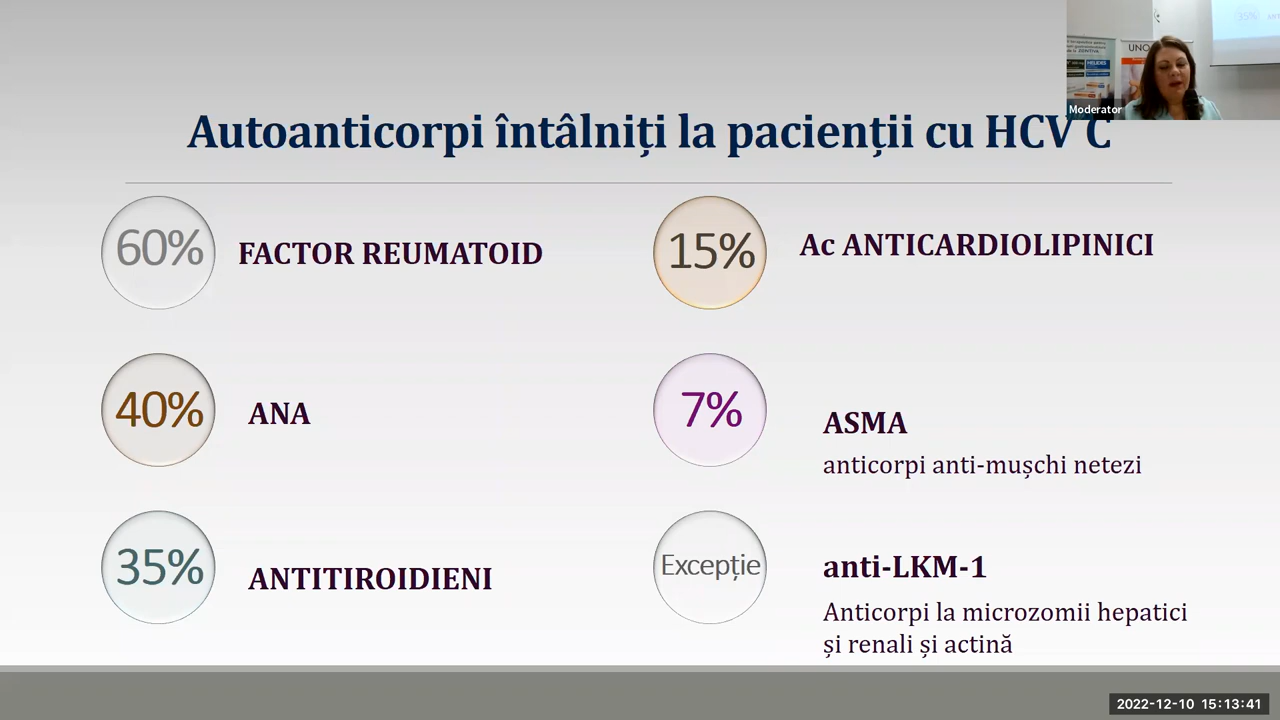 Autoanticorpi întâlniți la pacienții cu HCV C
60%
FACTOR REUMATOID
15%
Ac ANTICARDIOLIPINICI
40%
ANA
7%
ASMA
anticorpi anti-mușchi netezi
35%
ANTITIROIDIENI
Excepție
anti-LKM-1
Anticorpi la microzomii hepatici
și renali și actină
Moderator
UNO
35%
2022-12-10 15:13:41